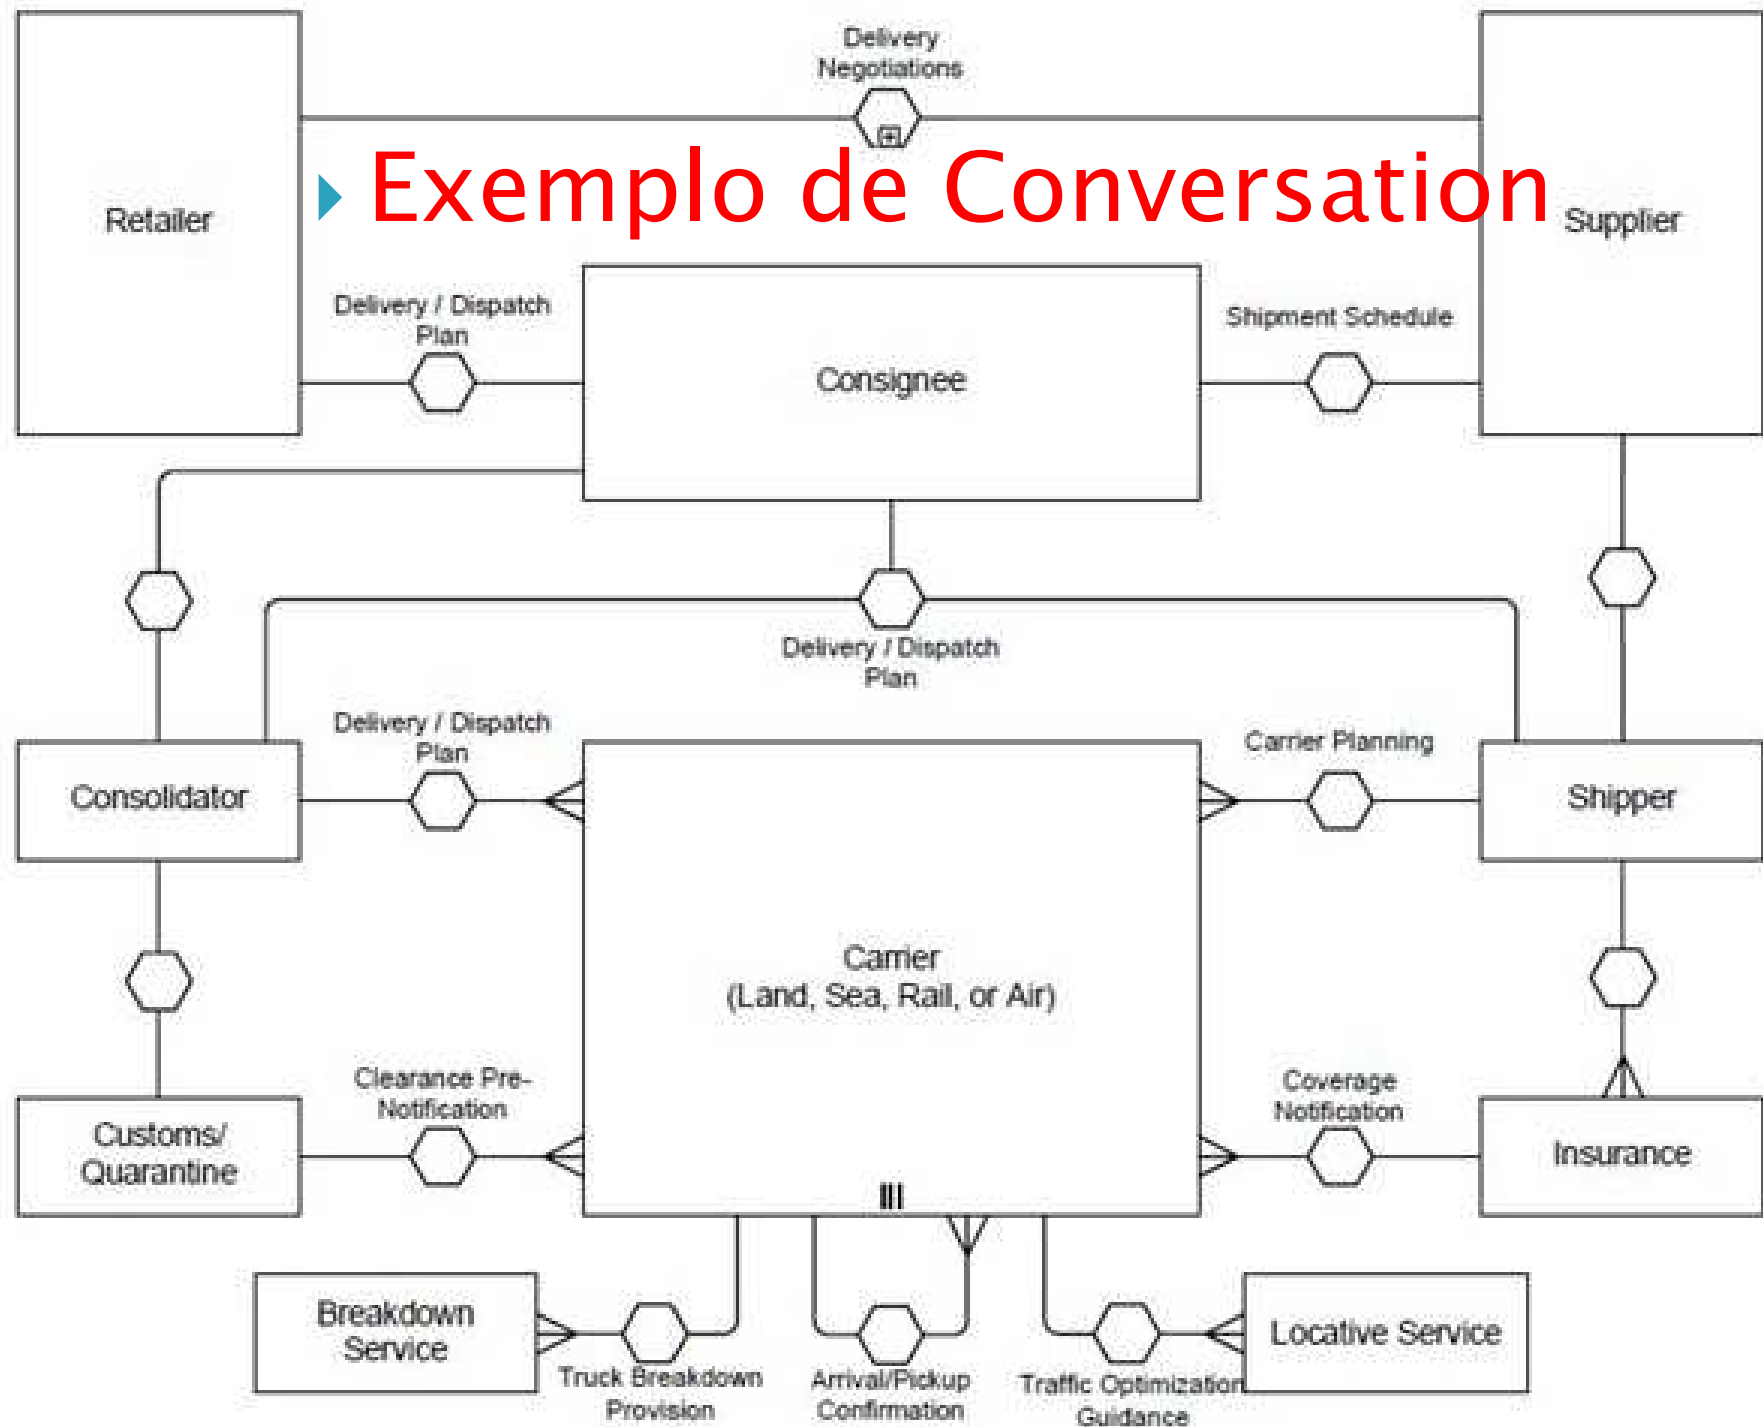 Delivery
Negotiations
Exemplo de Conversation
Retailer
Supplier
Delivery / Dispatch
Plan
Shipment Schedule
Consignee
Delivery / Dispatch
Plan
Delivery / Dispatch
Plan
Carrier Planning
Consolidator
Shipper
Carrier
(Land, Sea, Rail, or Air)
Clearance Pre-
Notification
Coverage
Notification
Customs/
Quarantine
Insurance
Breakdown
Service
Locative Service
Truck Breakdown
Provision
Arrival/Pickup
Confirmation
Traffic Optimization
Guidance